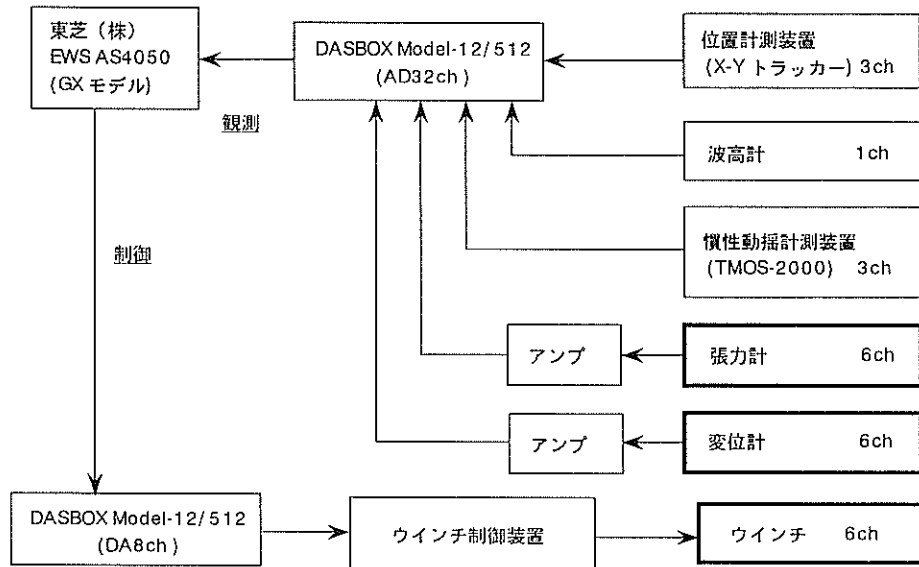 東芝（株）
EWS AS4050
(GX モデル)
DASBOX Model-12/512
(AD32ch)
位置計測装置
(X-Y トラッカー) 3ch
観測
波高計 1ch
慣性動揺計測装置
(TMOS-2000) 3ch
制御
アンプ
張力計 6ch
アンプ
変位計 6ch
DASBOX Model-12/512
(DA8ch)
ウインチ制御装置
ウインチ 6ch